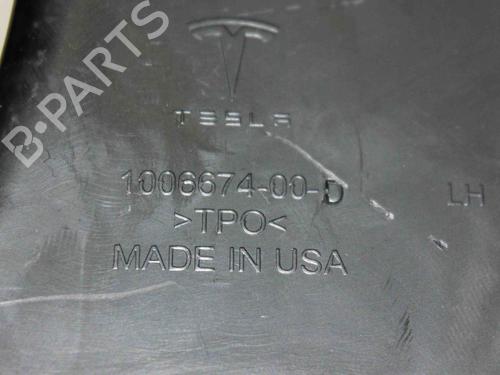 B-PARTS
TESLA
1006674-00-D
LH
>TPO<
MADE IN USA